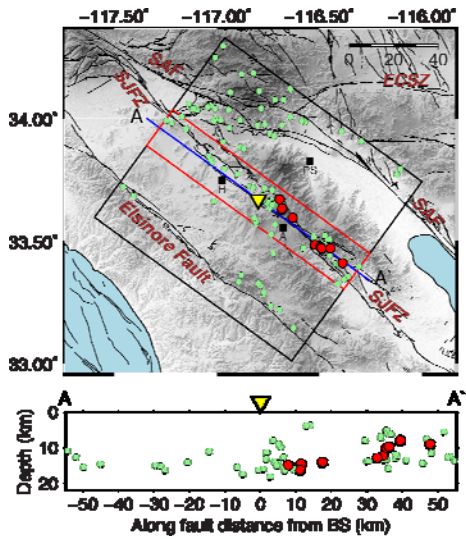 −117.50° −117.00° −116.50° −116.00°
0 20 40
SAF
ECSZ
SJFZ
34.00°
A
PS
H
SAF
Elsinore Fault
33.50°
A
SJFZ
33.00°
A A`
Depth (km)
0
10
20
−50 −40 −30 −20 −10 0 10 20 30 40 50
Along fault distance from BS (km)